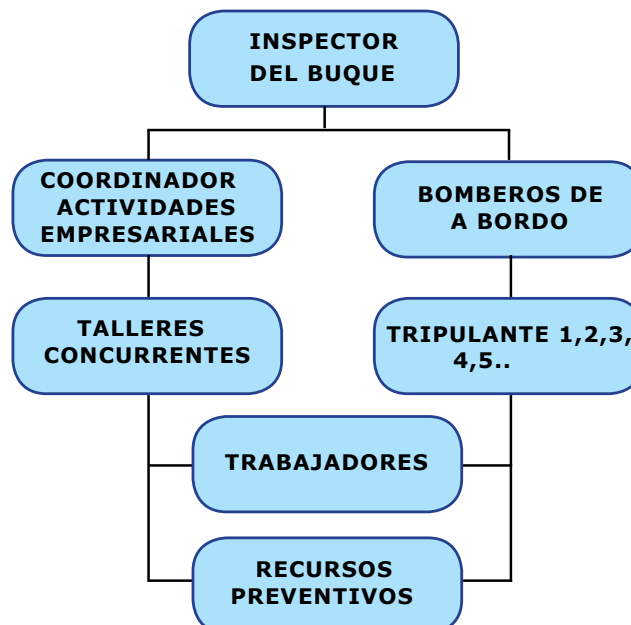 INSPECTOR
DEL BUQUE
COORDINADOR
ACTIVIDADES
EMPRESARIALES
BOMBEROS DE
A BORDO
TALLERES
CONCURRENTES
TRIPULANTE 1,2,3,
4,5..
TRABAJADORES
RECURSOS
PREVENTIVOS